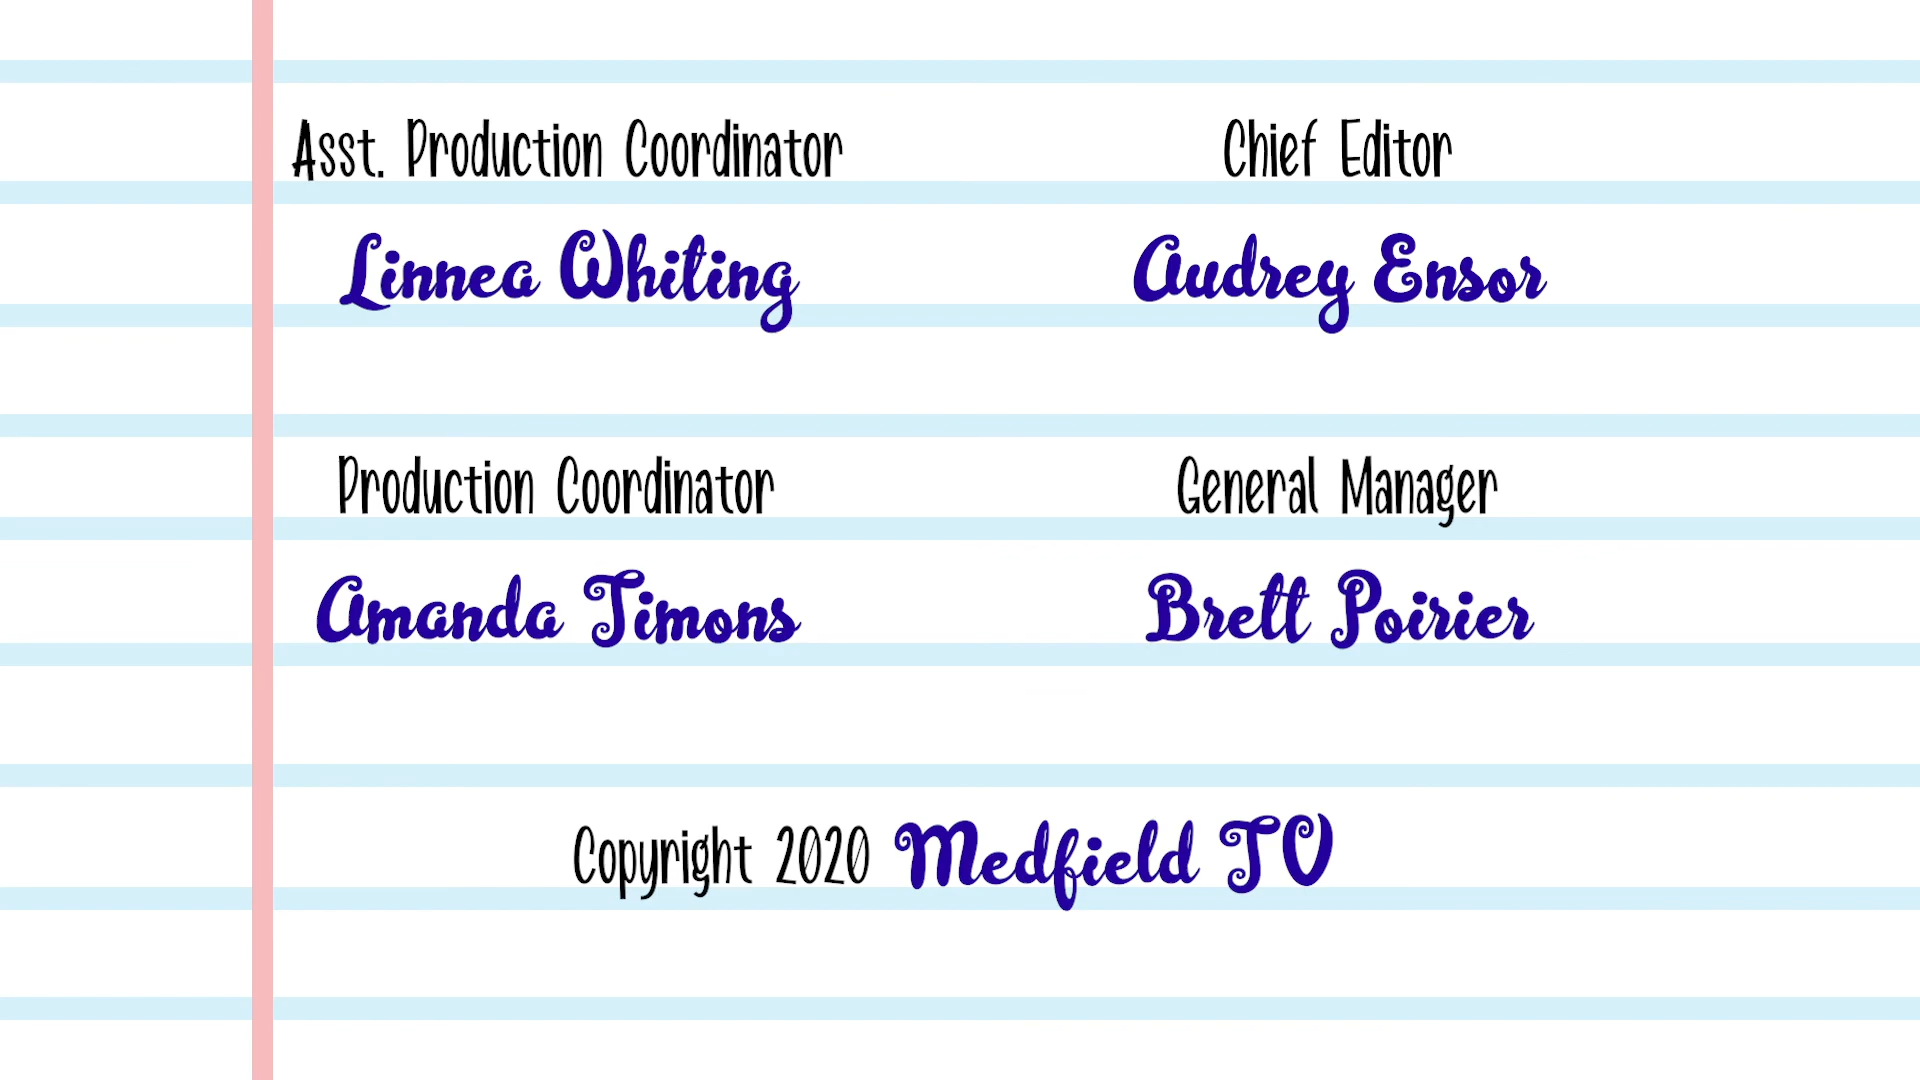 Asst. Production Coordinator
Linnea Whiting
Chief Editor
Audrey Ensor
Production Coordinator
Amanda Timons
General Manager
Brett Poirier
Copyright 2020 Medfield TV